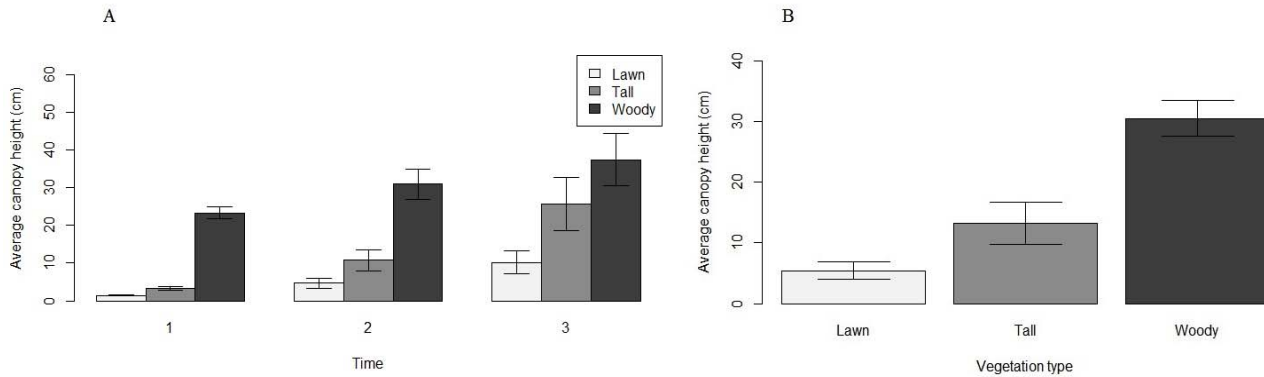 A
Average canopy height (cm)
60
50
40
30
20
10
0
Lawn
Tall
Woody
1 2 3
Time
B
Average canopy height (cm)
40
30
20
10
0
Lawn Tall Woody
Vegetation type